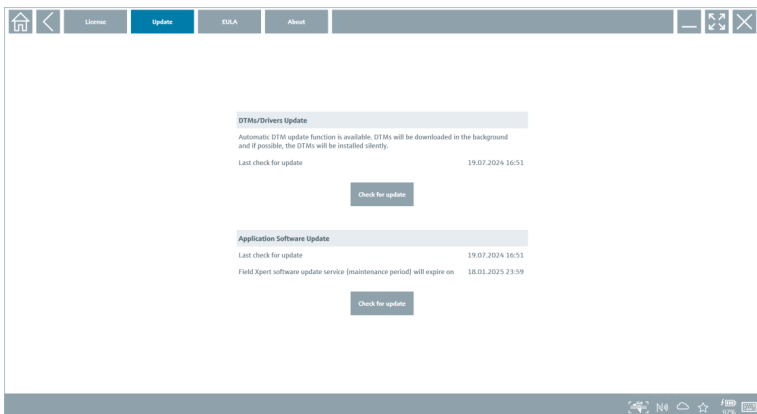 License Update EULA About
DTMs/Drivers Update
Automatic DTM update function is available. DTMs will be downloaded in the background
and if possible, the DTMs will be installed silently.
Last check for update 19.07.2024 16:51
Check for update
Application Software Update
Last check for update 19.07.2024 16:51
Field Xpert software update service (maintenance period) will expire on 18.01.2025 23:59
Check for update
97%